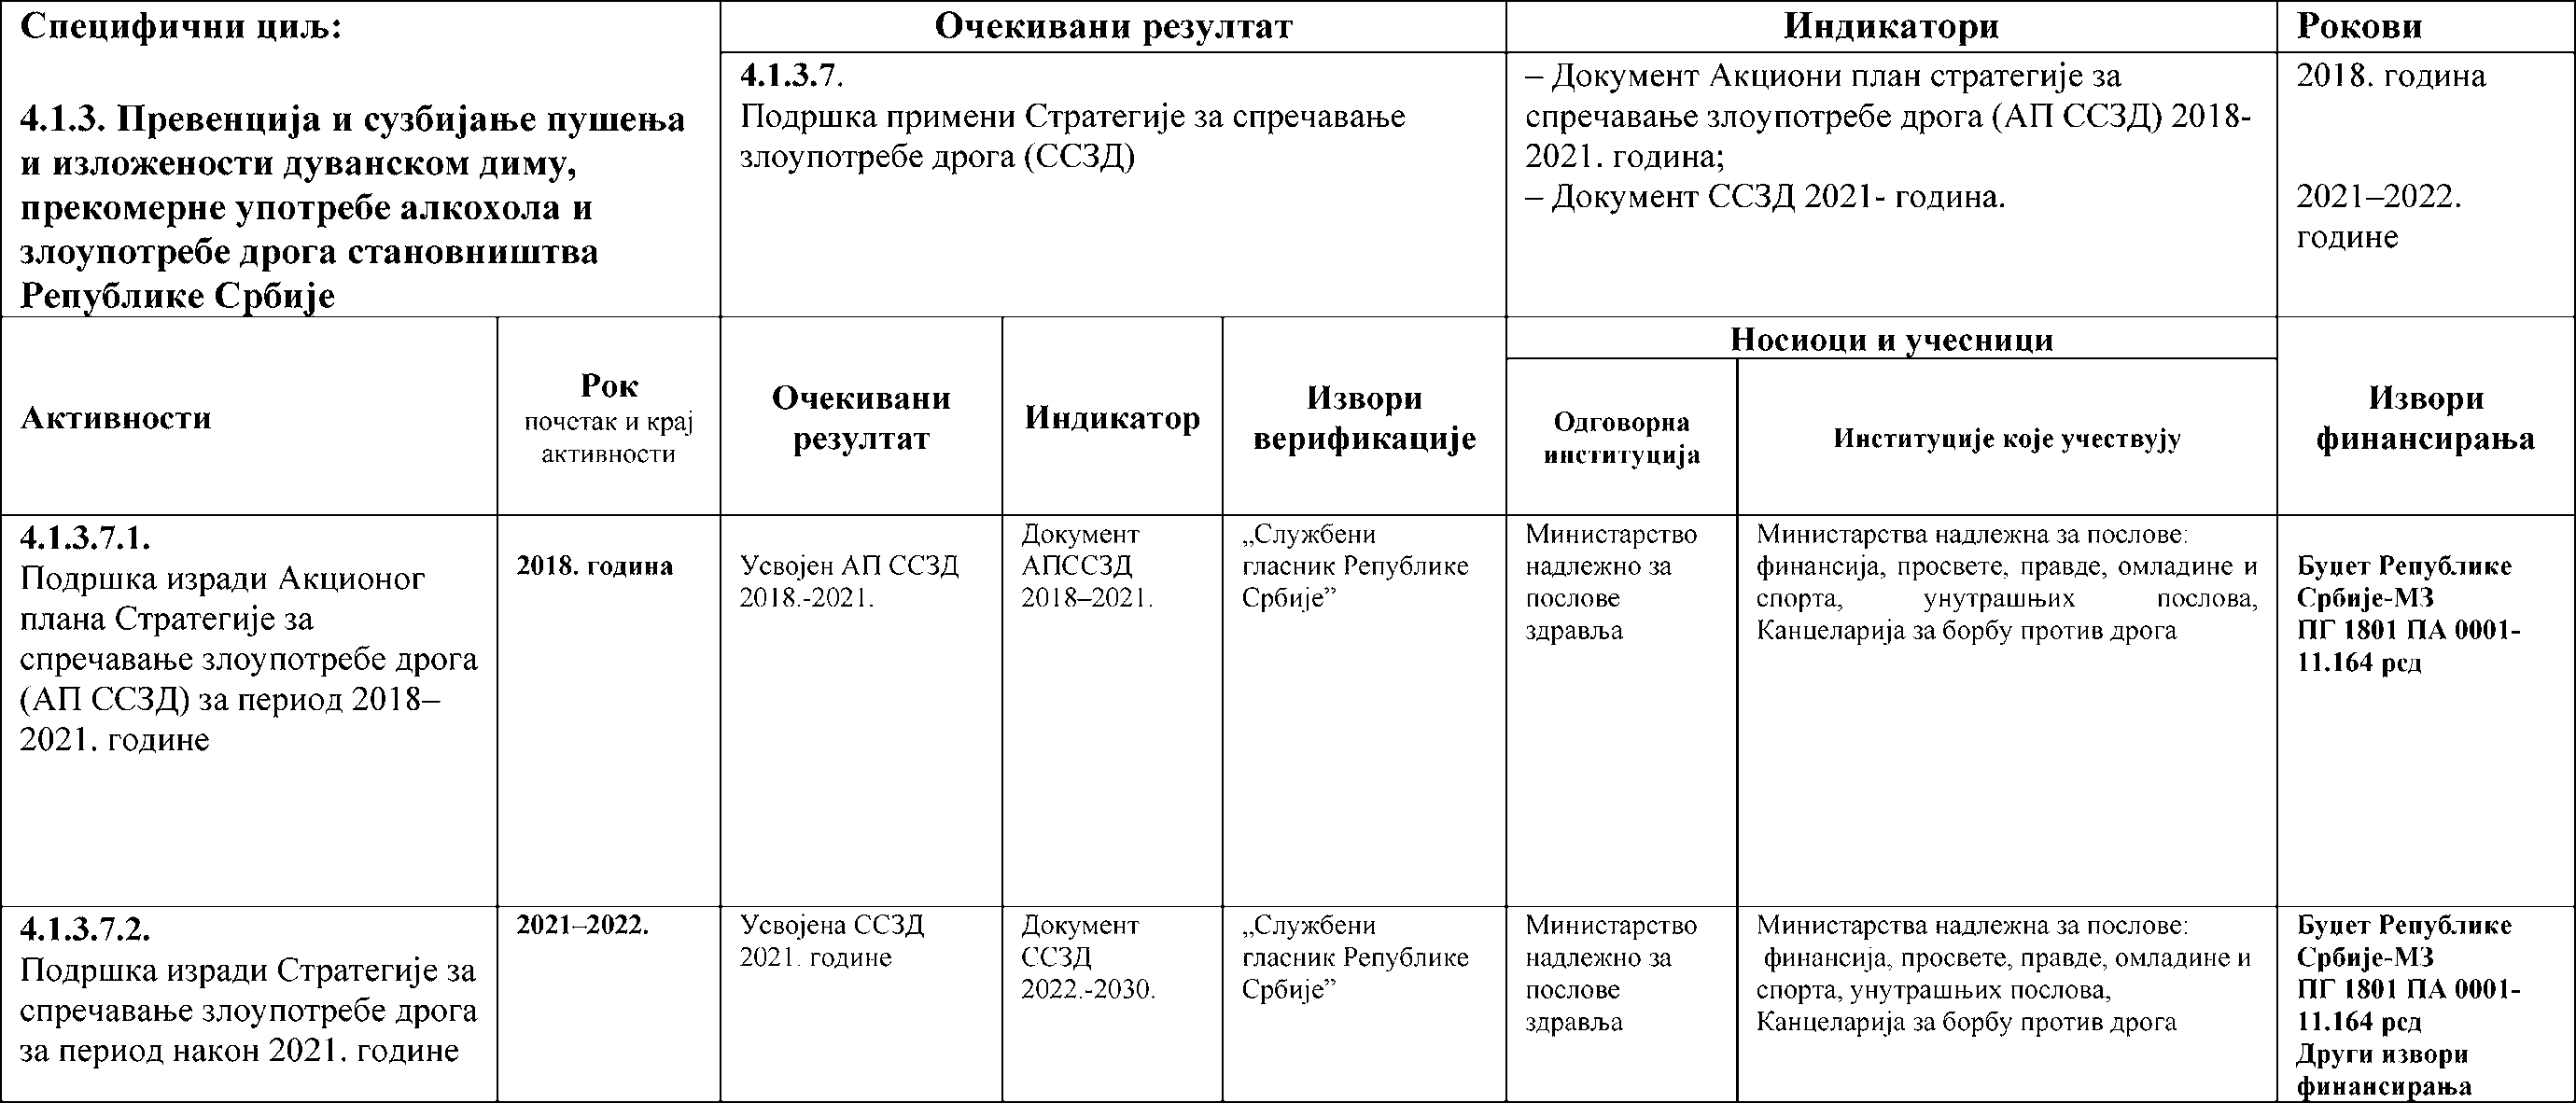 Специфични циљ:
4.1.3. Превенција и сузбијање пушења
и изложености дуванском диму,
прекомерне употребе алкохола и
злоупотребе дрога становништва
Републике Србије
Очекивани резултат
4.1.3.7.
Подршка примени Стратегије за спречавање
злоупотребе дрога (ССЗД)
Индикатори
– Документ Акциони план стратегије за
спречавање злоупотребе дрога (АП ССЗД) 2018-
2021. година;
– Документ ССЗД 2021- година.
Рокови
2018. година
2021–2022.
године
Активности
Рок
почетак и крај
активности
Очекивани
резултат
Индикатор
Извори
верификације
Носиоци и учесници
Одговорна
институција
Институције које учествују
Извори
финансирања
4.1.3.7.1.
Подршка изради Акционог
плана Стратегије за
спречавање злоупотребе дрога
(АП ССЗД) за период 2018–
2021. године
2018. година
Усвојен АП ССЗД
2018.-2021.
Документ
АПССЗД
2018–2021.
„Службени
гласник Републике
Србије”
Министарство
надлежно за
послове
здравља
Министарства надлежна за послове:
финансија, просвете, правде, омладине и
спорта, унутрашњих послова,
Канцеларија за борбу против дрога
Буџет Републике
Србије-МЗ
ПГ 1801 ПА 0001-
11.164 рсд
4.1.3.7.2.
Подршка изради Стратегије за
спречавање злоупотребе дрога
за период након 2021. године
2021–2022.
Усвојена ССЗД
2021. године
Документ
ССЗД
2022.-2030.
„Службени
гласник Републике
Србије”
Министарство
надлежно за
послове
здравља
Министарства надлежна за послове:
финансија, просвете, правде, омладине и
спорта, унутрашњих послова,
Канцеларија за борбу против дрога
Буџет Републике
Србије-МЗ
ПГ 1801 ПА 0001-
11.164 рсд
Други извори
финансирања